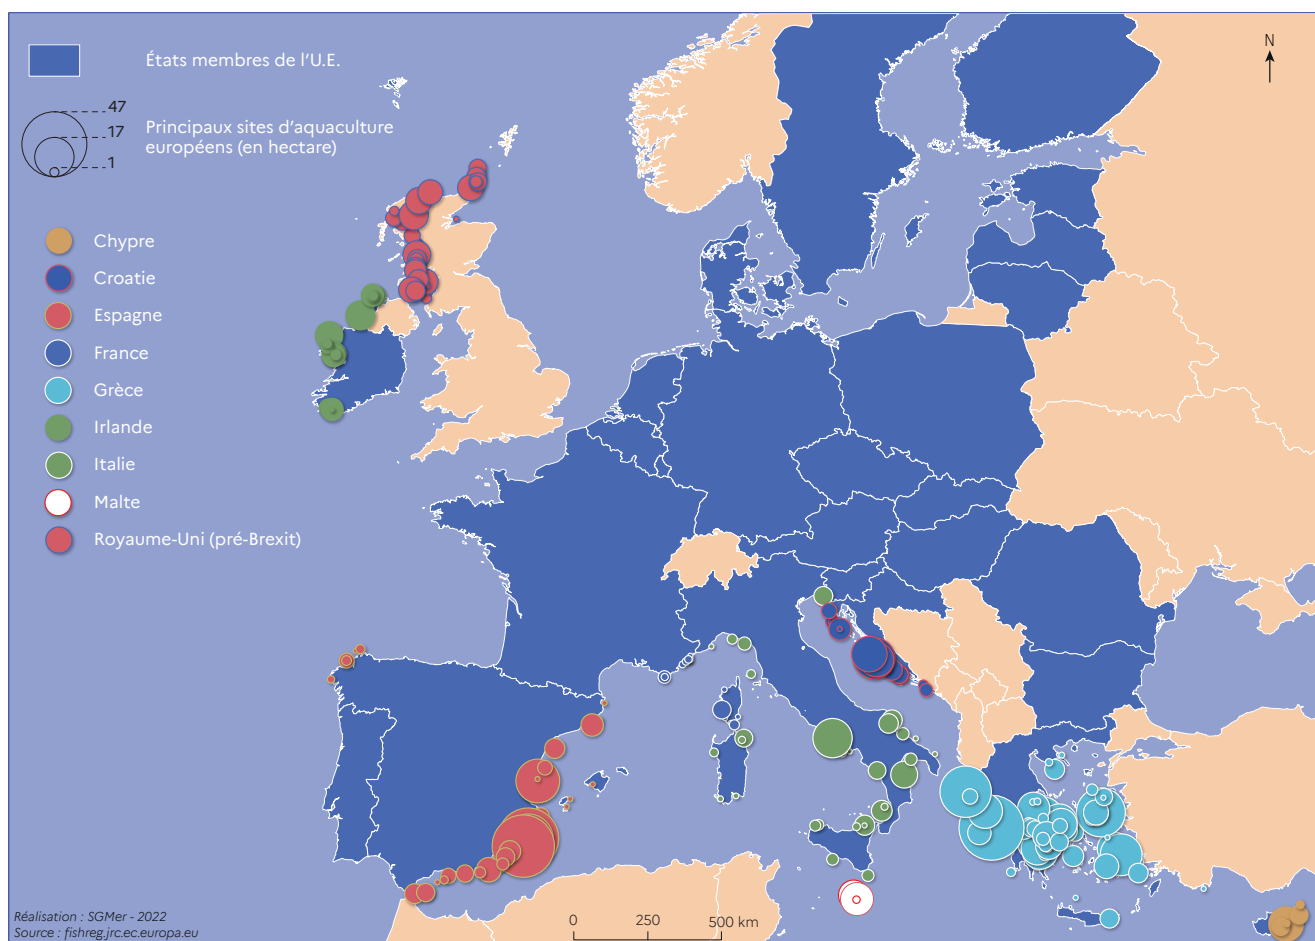 États membres de l'U.E.
47
17
1
Principaux sites d'aquaculture
européens (en hectare)
Chypre
Croatie
Espagne
France
Grèce
Irlande
Italie
Malte
Royaume-Uni (pré-Brexit)
N
Réalisation : SGMer - 2022
Source : fishreg.jrc.ec.europa.eu
0 250 500 km